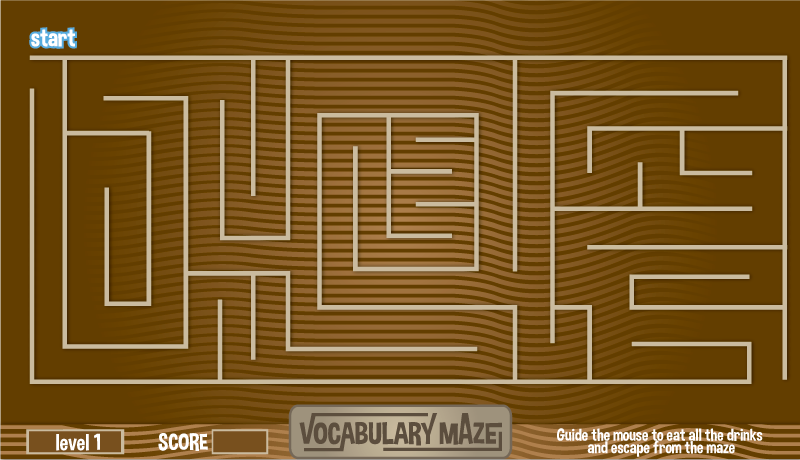 start
level 1
SCORE
VOCABULARY MAZE
Guide the mouse to eat all the drinks
and escape from the maze